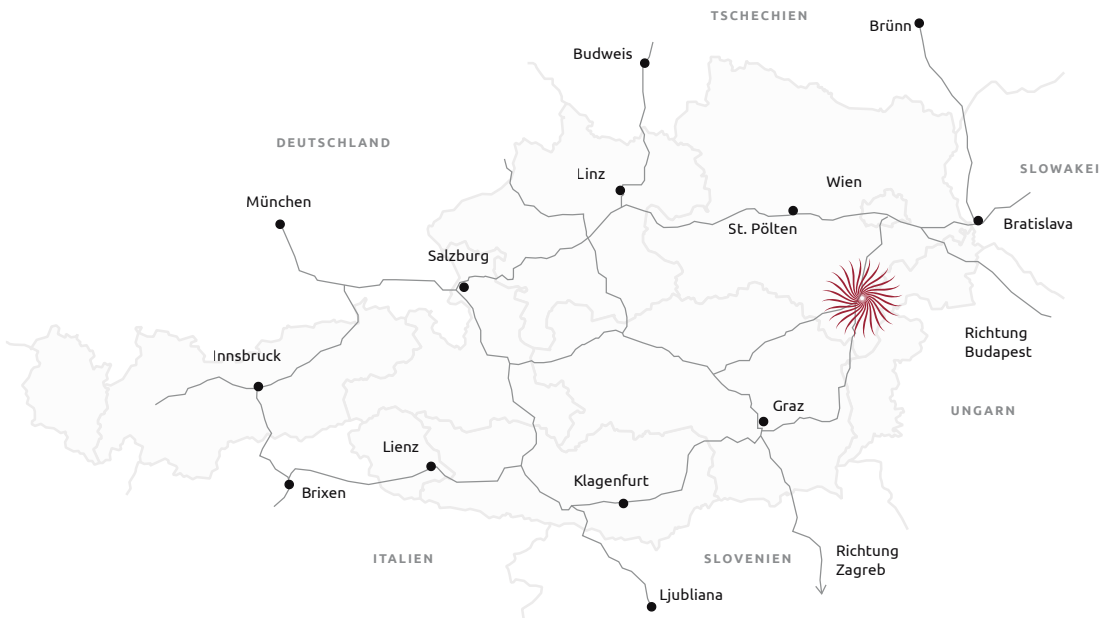 TSCHECHIEN
Brünn
Budweis
DEUTSCHLAND
SLOWAKEI
Linz
Wien
München
St. Pölten
Bratislava
Salzburg
Richtung
Budapest
Innsbruck
Graz
UNGARN
Lienz
Klagenfurt
Brixen
ITALIEN
SLOVENIEN
Richtung
Zagreb
Ljubliana